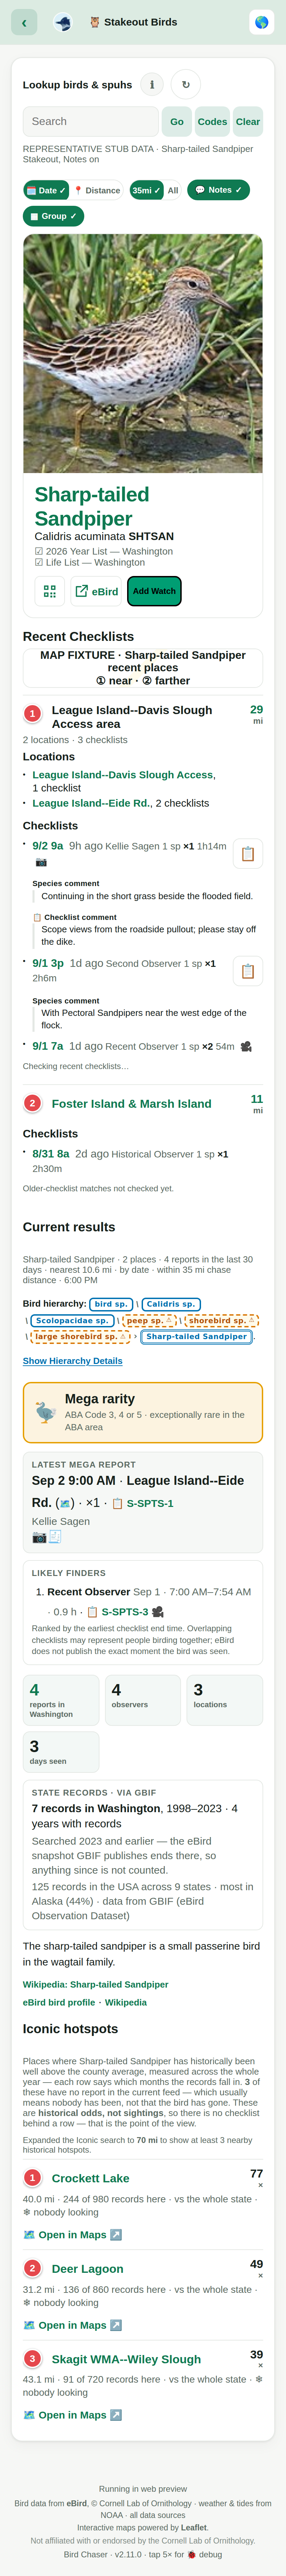 ‹ 🦉 Stakeout Birds 🌎
Lookup birds & spuhs ℹ ↻
Search Go Codes Clear
REPRESENTATIVE STUB DATA · Sharp-tailed Sandpiper
Stakeout, Notes on
🗓️ Date ✓ 📍 Distance 35mi ✓ All 💬 Notes ✓
▦ Group ✓
Sharp-tailed
Sandpiper
Calidris acuminata SHTSAN
☑ 2026 Year List — Washington
☑ Life List — Washington
eBird Add Watch
Recent Checklists
MAP FIXTURE · Sharp-tailed Sandpiper
recent places
① near · ② farther
1 League Island--Davis Slough
Access area 29
mi
2 locations · 3 checklists
Locations
• League Island--Davis Slough Access,
1 checklist
• League Island--Eide Rd., 2 checklists
Checklists
• 9/2 9a 9h ago Kellie Sagen 1 sp ×1 1h14m
📷 📋
Species comment
Continuing in the short grass beside the flooded field.
📋 Checklist comment
Scope views from the roadside pullout; please stay off
the dike.
• 9/1 3p 1d ago Second Observer 1 sp ×1
2h6m 📋
Species comment
With Pectoral Sandpipers near the west edge of the
flock.
• 9/1 7a 1d ago Recent Observer 1 sp ×2 54m 🎥
Checking recent checklists…
2 Foster Island & Marsh Island 11
mi
Checklists
• 8/31 8a 2d ago Historical Observer 1 sp ×1
2h30m
Older-checklist matches not checked yet.
Current results
Sharp-tailed Sandpiper · 2 places · 4 reports in the last 30
days · nearest 10.6 mi · by date · within 35 mi chase
distance · 6:00 PM
Bird hierarchy: bird sp. \ Calidris sp.
\ Scolopacidae sp. \ peep sp. ⚠ \ shorebird sp. ⚠
\ large shorebird sp. ⚠ › Sharp-tailed Sandpiper.
Show Hierarchy Details
🦤 Mega rarity
ABA Code 3, 4 or 5 · exceptionally rare in the
ABA area
LATEST MEGA REPORT
Sep 2 9:00 AM · League Island--Eide
Rd. (🗺️) · ×1 · 📋 S-SPTS-1
Kellie Sagen
📷🧾
LIKELY FINDERS
1. Recent Observer Sep 1 · 7:00 AM–7:54 AM
· 0.9 h · 📋 S-SPTS-3 🎥
Ranked by the earliest checklist end time. Overlapping
checklists may represent people birding together; eBird
does not publish the exact moment the bird was seen.
4
reports in
Washington
4
observers
3
locations
3
days seen
STATE RECORDS · VIA GBIF
7 records in Washington, 1998–2023 · 4
years with records
Searched 2023 and earlier — the eBird
snapshot GBIF publishes ends there, so
anything since is not counted.
125 records in the USA across 9 states · most in
Alaska (44%) · data from GBIF (eBird
Observation Dataset)
The sharp-tailed sandpiper is a small passerine bird
in the wagtail family.
Wikipedia: Sharp-tailed Sandpiper
eBird bird profile · Wikipedia
Iconic hotspots
Places where Sharp-tailed Sandpiper has historically been
well above the county average, measured across the whole
year — each row says which months the records fall in. 3 of
these have no report in the current feed — which usually
means nobody has been, not that the bird has gone. These
are historical odds, not sightings, so there is no checklist
behind a row — that is the point of the view.
Expanded the Iconic search to 70 mi to show at least 3 nearby
historical hotspots.
1 Crockett Lake 77
×
40.0 mi · 244 of 980 records here · vs the whole state ·
❄ nobody looking
🗺️ Open in Maps ↗
2 Deer Lagoon 49
×
31.2 mi · 136 of 860 records here · vs the whole state ·
❄ nobody looking
🗺️ Open in Maps ↗
3 Skagit WMA--Wiley Slough 39
×
43.1 mi · 91 of 720 records here · vs the whole state · ❄
nobody looking
🗺️ Open in Maps ↗
Running in web preview
Bird data from eBird, © Cornell Lab of Ornithology · weather & tides from
NOAA · all data sources
Interactive maps powered by Leaflet.
Not affiliated with or endorsed by the Cornell Lab of Ornithology.
Bird Chaser · v2.11.0 · tap 5× for 🐞 debug